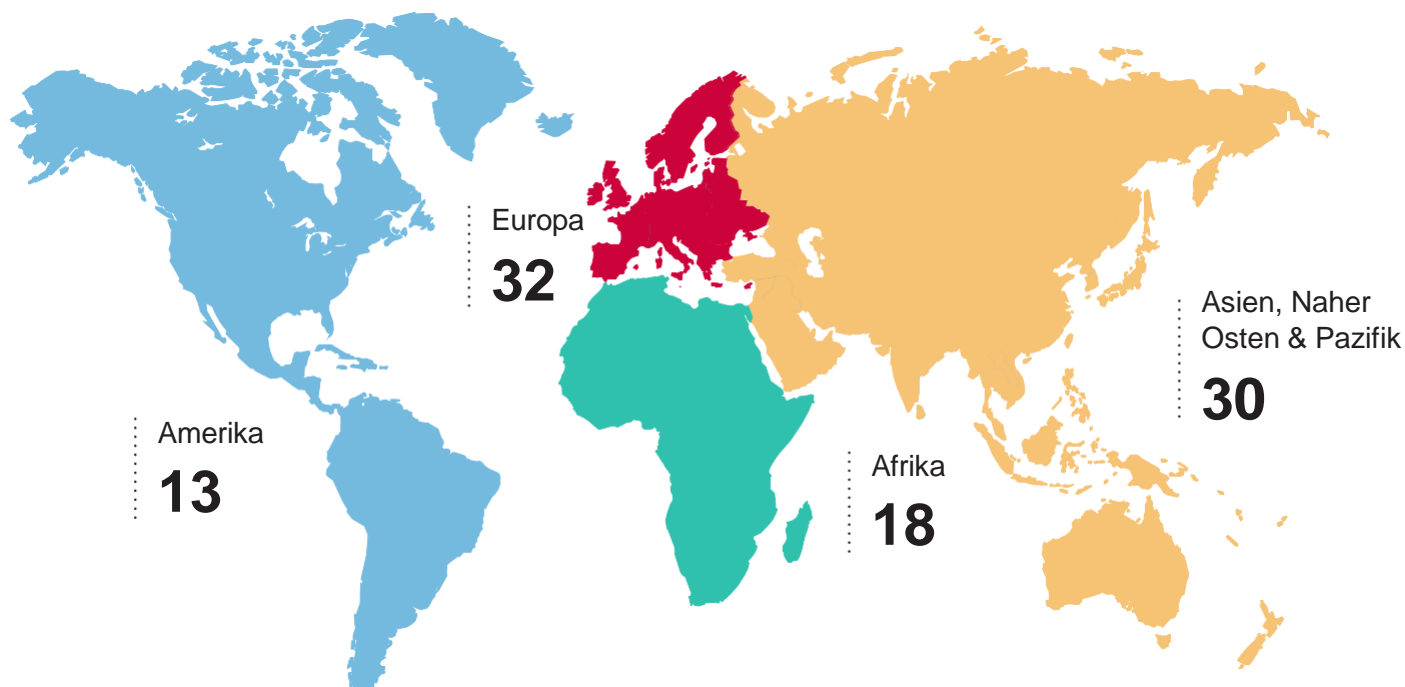 Europa
32
Asien, Naher
Osten & Pazifik
30
Amerika
13
Afrika
18